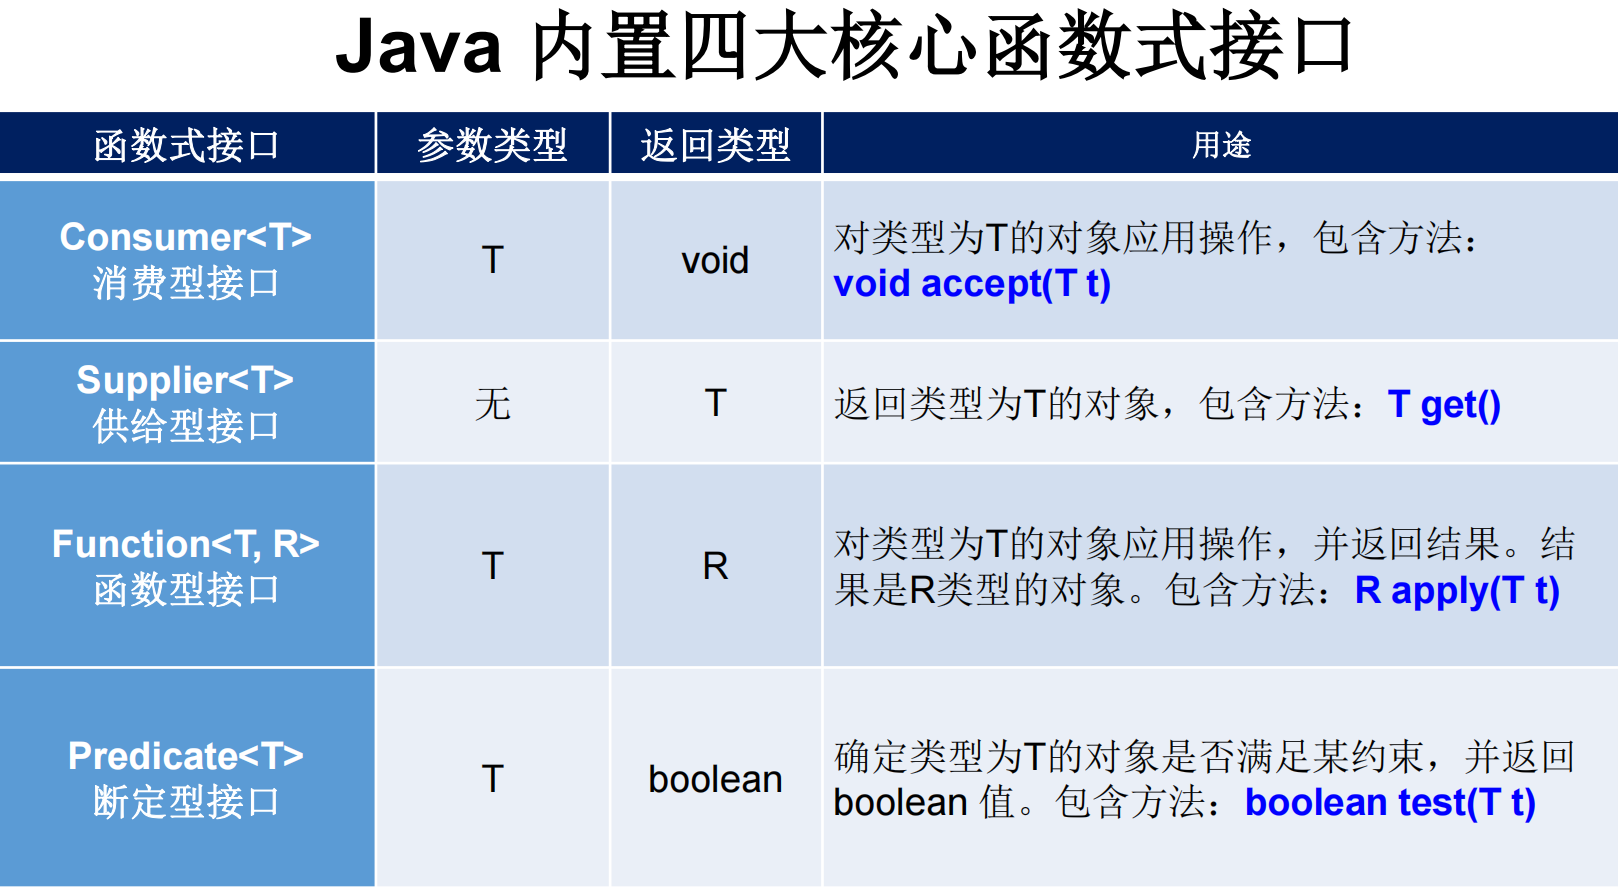 Java 内置四大核心函数式接口
函数式接口
参数类型
返回类型
用途
Consumer<T>
消费型接口
T
void
对类型为T的对象应用操作，包含方法：
void accept(T t)
Supplier<T>
供给型接口
无
T
返回类型为T的对象，包含方法：T get()
Function<T, R>
函数型接口
T
R
对类型为T的对象应用操作，并返回结果。结
果是R类型的对象。包含方法：R apply(T t)
Predicate<T>
断定型接口
T
boolean
确定类型为T的对象是否满足某约束，并返回
boolean 值。包含方法：boolean test(T t)